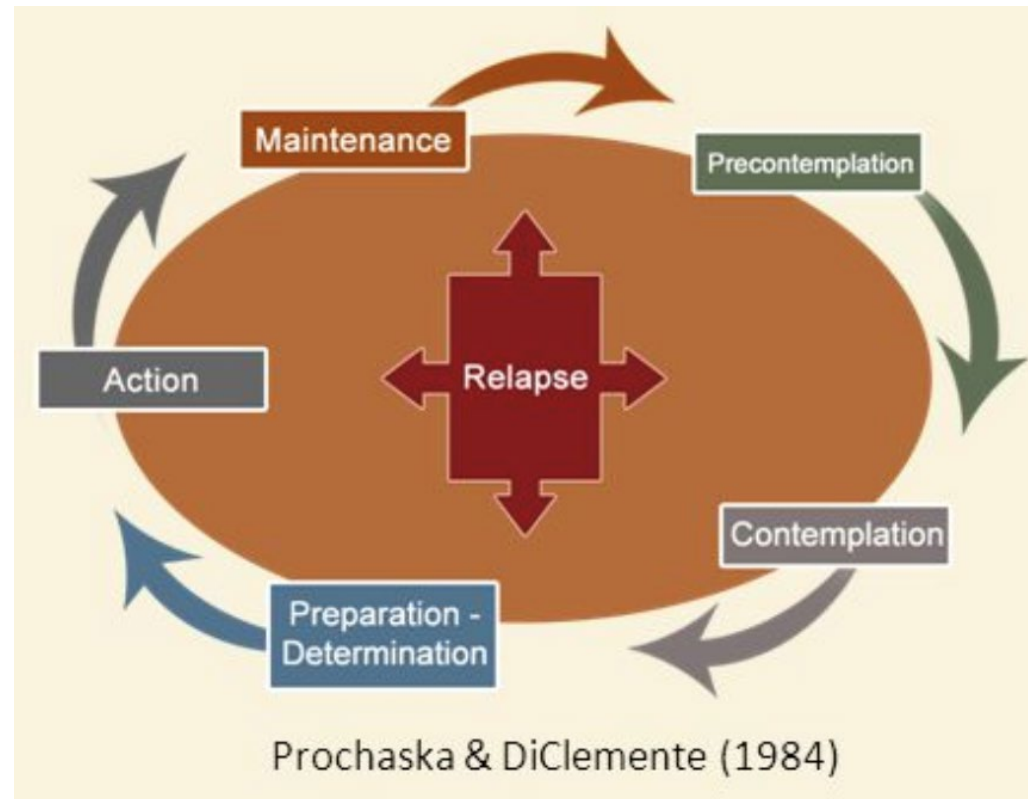 Maintenance
Precontemplation
Relapse
Action
Contemplation
Preparation -
Determination
Prochaska & DiClemente (1984)